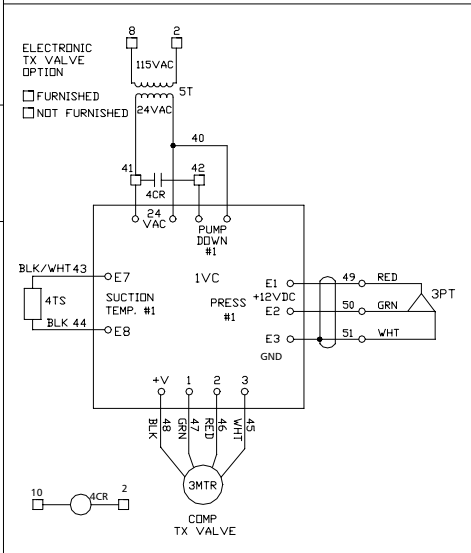 8 2
ELECTRONIC
TX VALVE
OPTION
115VAC
5T
FURNISHED
24VAC
NOT FURNISHED
40
41 42
4CR
24
VAC
PUMP
DOWN
#1
1VC
BLK/WHT 43
E7
4TS
SUCTION
TEMP. #1
BLK 44
E8
E1 49 RED
+12VDC
PRESS
#1
E2 50 GRN
3PT
E3 51 WHT
GND
+V 1 2 3
48 47 46 45
BLK GRN RED WHT
3MTR
COMP
TX VALVE
10 4CR 2